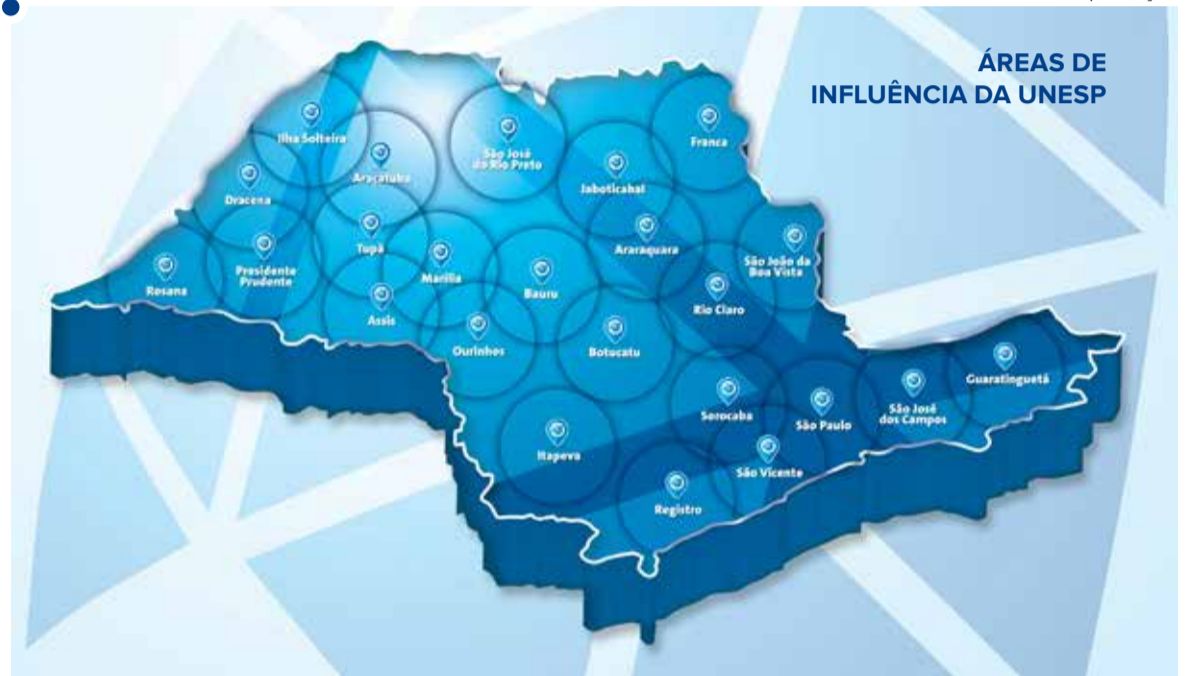 ÁREAS DE
INFLUÊNCIA DA UNESP
Ilha Solteira
Araçatuba
São José
do Rio Preto
Franca
Jaboticabal
Dracena
Tupã
Araraquara
São João da
Boa Vista
Presidente
Prudente
Marília
Bauru
Rosana
Assis
Rio Claro
Ourinhos
Botucatu
Guaratinguetá
Sorocaba
São Paulo
São José
dos Campos
Itapeva
São Vicente
Registro